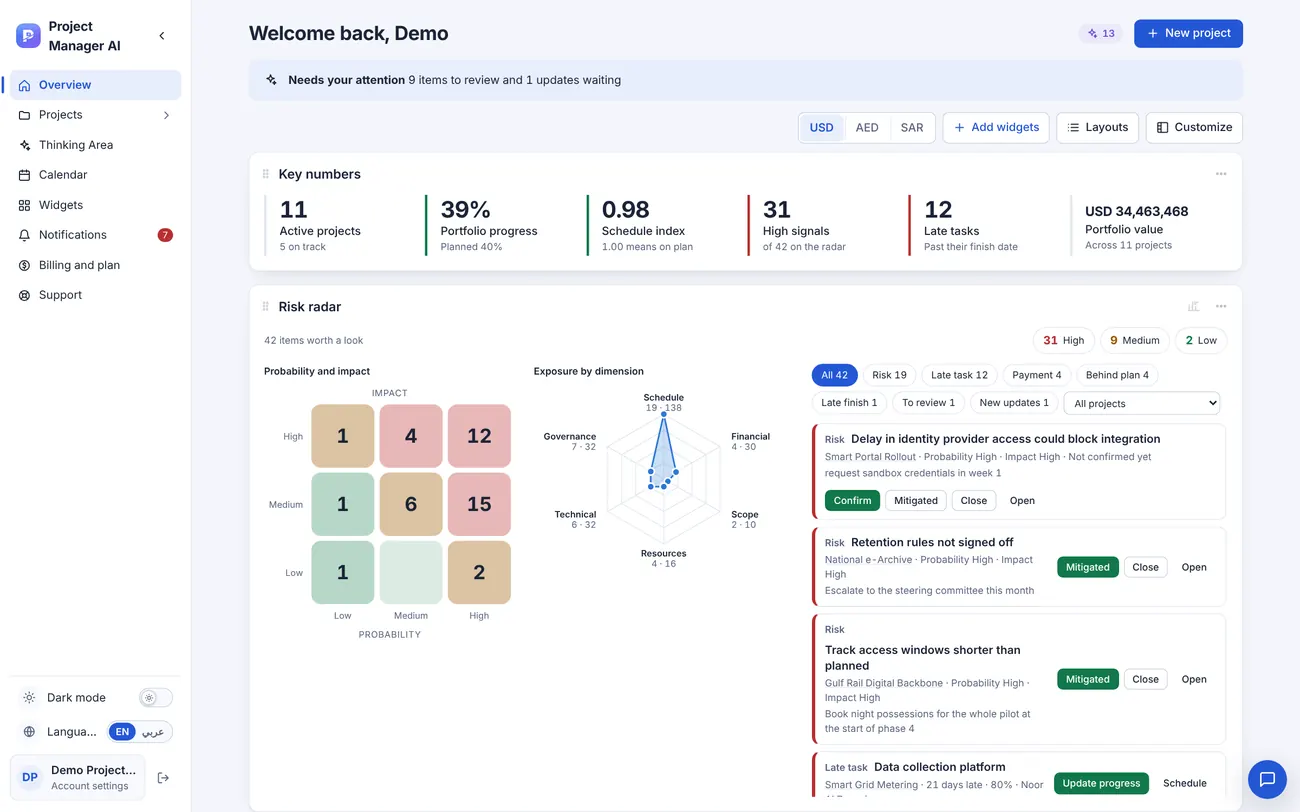 Project
Manager AI
Overview
Projects
Thinking Area
Calendar
Widgets
Notifications
7
Billing and plan
Support
Dark mode
Langua...
EN
عربي
DP
Demo Project...
Account settings
Welcome back, Demo
13
New project
Needs your attention 9 items to review and 1 updates waiting
USD
AED
SAR
Add widgets
Layouts
Customize
Key numbers
11
Active projects
5 on track
39%
Portfolio progress
Planned 40%
0.98
Schedule index
1.00 means on plan
31
High signals
of 42 on the radar
12
Late tasks
Past their finish date
USD 34,463,468
Portfolio value
Across 11 projects
Risk radar
42 items worth a look
31 High
9 Medium
2 Low
Probability and impact
IMPACT
High
1
4
12
Medium
1
6
15
Low
1
2
Low
Medium
High
PROBABILITY
Exposure by dimension
Schedule
19 · 138
Governance
7 · 32
Financial
4 · 30
Technical
6 · 32
Scope
2 · 10
Resources
4 · 16
All 42
Risk 19
Late task 12
Payment 4
Behind plan 4
Late finish 1
To review 1
New updates 1
All projects
Risk Delay in identity provider access could block integration
Smart Portal Rollout · Probability High · Impact High · Not confirmed yet
request sandbox credentials in week 1
Confirm
Mitigated
Close
Open
Risk Retention rules not signed off
National e-Archive · Probability High · Impact
High
Escalate to the steering committee this month
Mitigated
Close
Open
Risk
Track access windows shorter than
planned
Gulf Rail Digital Backbone · Probability High ·
Impact High
Book night possessions for the whole pilot at
the start of phase 4
Mitigated
Close
Open
Late task Data collection platform
Smart Grid Metering · 21 days late · 80% · Noor
Update progress
Schedule